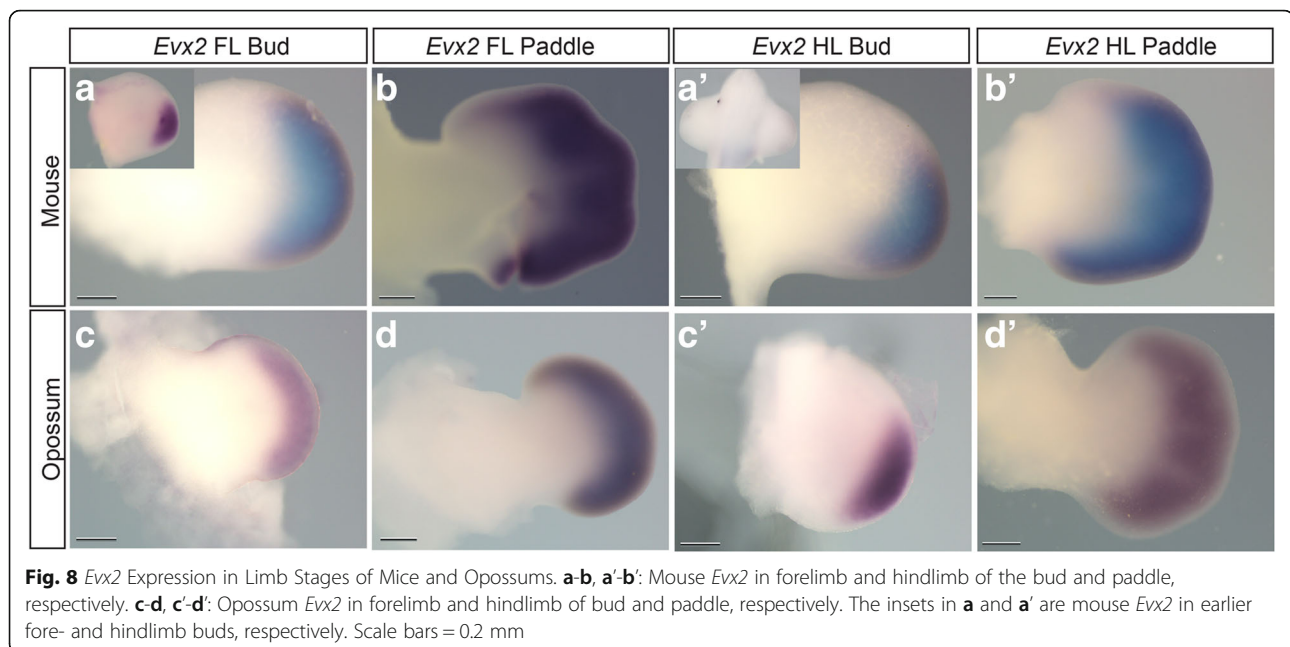 Evx2 FL Bud
Evx2 FL Paddle
Evx2 HL Bud
Evx2 HL Paddle
Mouse
a
b
a'
b'
Opossum
c
d
c'
d'
Fig. 8 Evx2 Expression in Limb Stages of Mice and Opossums. a-b, a'-b': Mouse Evx2 in forelimb and hindlimb of the bud and paddle,
respectively. c-d, c'-d': Opossum Evx2 in forelimb and hindlimb of bud and paddle, respectively. The insets in a and a' are mouse Evx2 in earlier
fore- and hindlimb buds, respectively. Scale bars = 0.2 mm